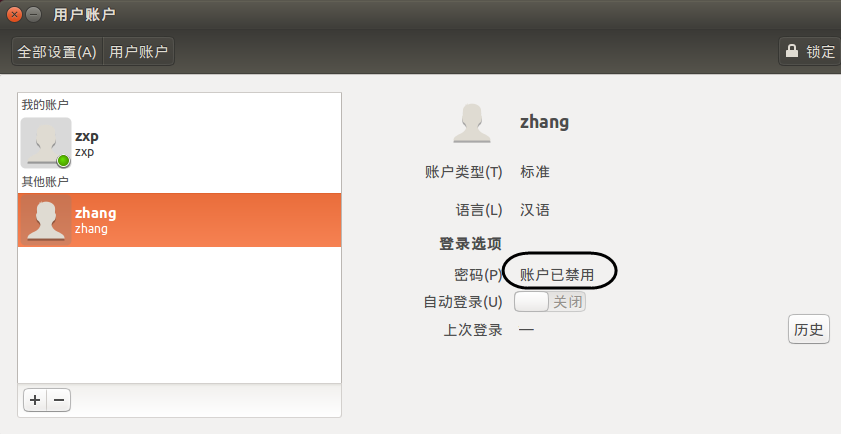 用户账户
全部设置(A) 用户账户 锁定
我的账户
zxp
zxp
其他账户
zhang
zhang
zhang
账户类型(T) 标准
语言(L) 汉语
登录选项
密码(P) 账户已禁用
自动登录(U) 关闭
上次登录 —
历史